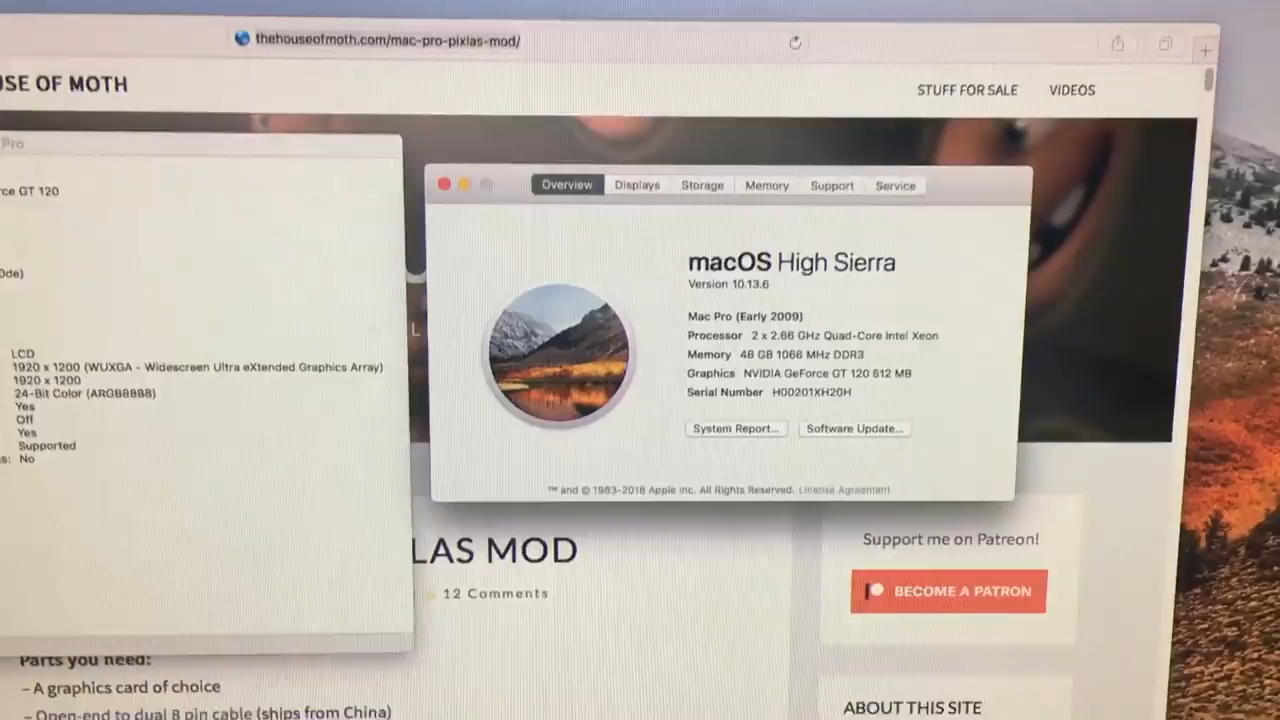 thehouseofmoth.com/mac-pro-pixlas-mod/
SE OF MOTH
STUFF FOR SALE
VIDEOS
Pro
ce GT 120
0de)
LCD
1920 x 1200 (WUXGA - Widescreen Ultra eXtended Graphics Array)
1920 x 1200
24-Bit Color (ARGB8888)
Yes
Off
Yes
Supported
s: No
Overview
Displays
Storage
Memory
Support
Service
macOS High Sierra
Version 10.13.6
Mac Pro (Early 2009)
Processor 2 x 2.66 GHz Quad-Core Intel Xeon
Memory 48 GB 1066 MHz DDR3
Graphics NVIDIA GeForce GT 120 512 MB
Serial Number H00201XH20H
System Report...
Software Update...
™ and © 1983-2018 Apple Inc. All Rights Reserved. License Agreement
L
LAS MOD
12 Comments
Parts you need:
– A graphics card of choice
– Open-end to dual 8 pin cable (ships from China)
Support me on Patreon!
BECOME A PATRON
ABOUT THIS SITE